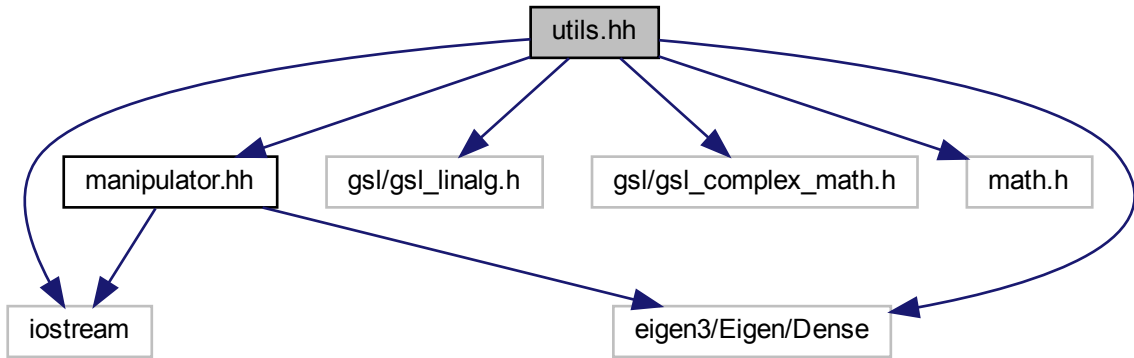 utils.hh
manipulator.hh
gsl/gsl_linalg.h
gsl/gsl_complex_math.h
math.h
iostream
eigen3/Eigen/Dense